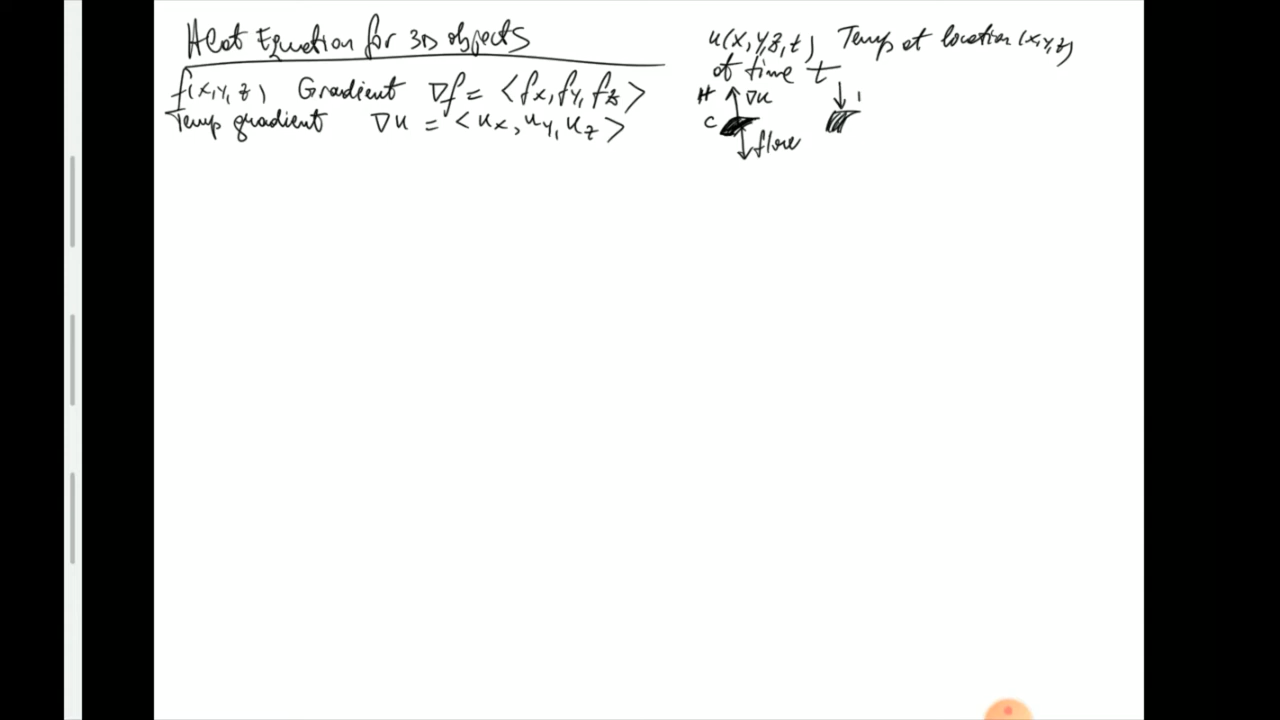 Heat Equation for 3D objects
f(x,y,z) Gradient ∇f = <fx, fy, fz>
Temp gradient ∇u = <ux, uy, uz>
u(x,y,z,t) Temp at location (x,y,z)
at time t
H ∇u
C
flow